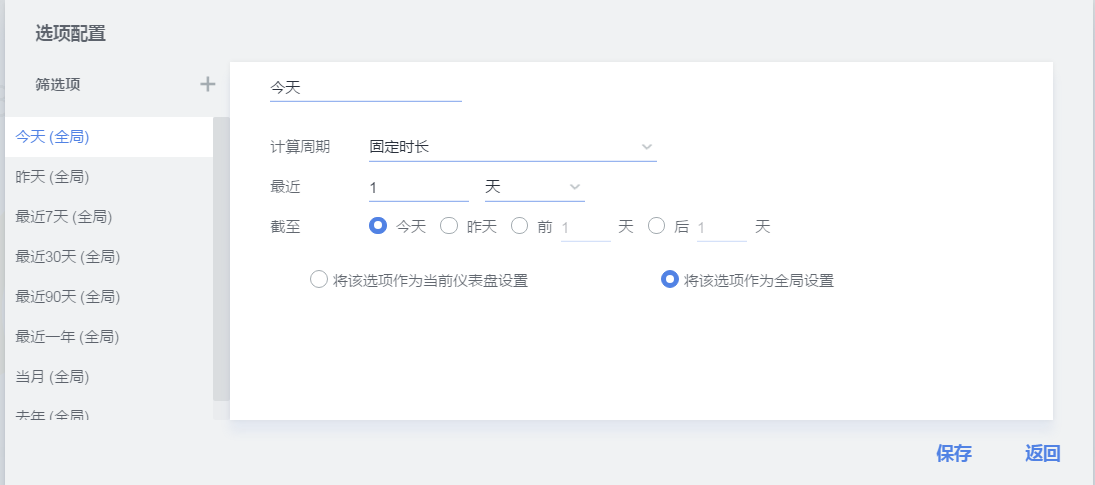 选项配置
筛选项
今天 (全局)
昨天 (全局)
最近7天 (全局)
最近30天 (全局)
最近90天 (全局)
最近一年 (全局)
当月 (全局)
去年 (全局)
今天
计算周期 固定时长
最近 1 天
截至 今天 昨天 前 1 天 后 1 天
将该选项作为当前仪表盘设置 将该选项作为全局设置
保存 返回